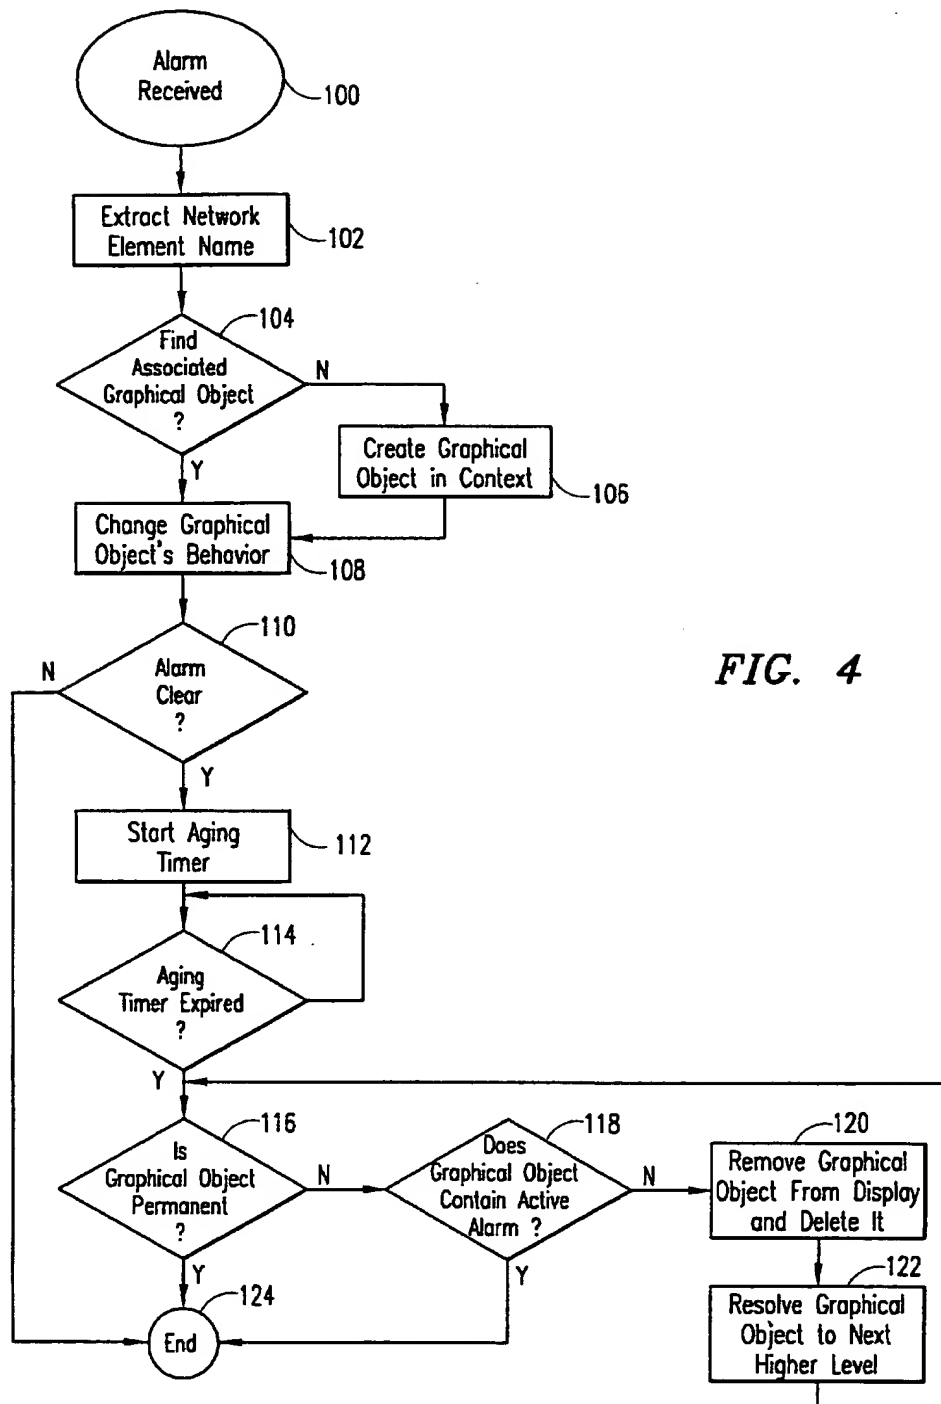 Alarm
Received
100
Extract Network
Element Name
102
104
Find
Associated
Graphical Object
?
N
Y
Create Graphical
Object in Context
106
Change Graphical
Object's Behavior
108
110
Alarm
Clear
?
N
Y
FIG. 4
Start Aging
Timer
112
114
Aging
Timer Expired
?
Y
116
Is
Graphical Object
Permanent
?
N
Y
118
Does
Graphical Object
Contain Active
Alarm ?
N
Y
120
Remove Graphical
Object From Display
and Delete It
122
Resolve Graphical
Object to Next
Higher Level
124
End